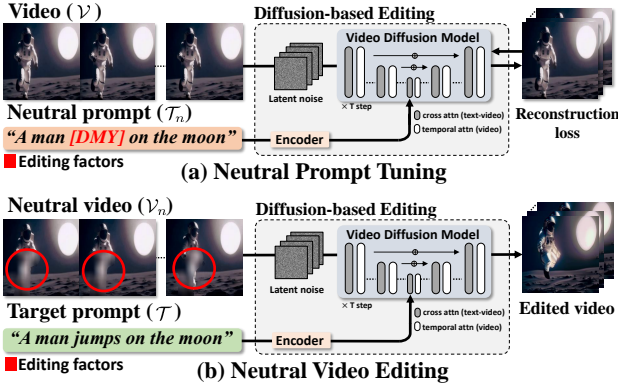 Video (𝒱)
Diffusion-based Editing
Video Diffusion Model
Latent noise
× T step
cross attn (text-video)
temporal attn (video)
Reconstruction
loss
Neutral prompt (𝒯ₙ)
“A man [DMY] on the moon”
Encoder
Editing factors
(a) Neutral Prompt Tuning
Neutral video (𝒱ₙ)
Diffusion-based Editing
Video Diffusion Model
Latent noise
× T step
cross attn (text-video)
temporal attn (video)
Edited video
Target prompt (𝒯)
“A man jumps on the moon”
Encoder
Editing factors
(b) Neutral Video Editing